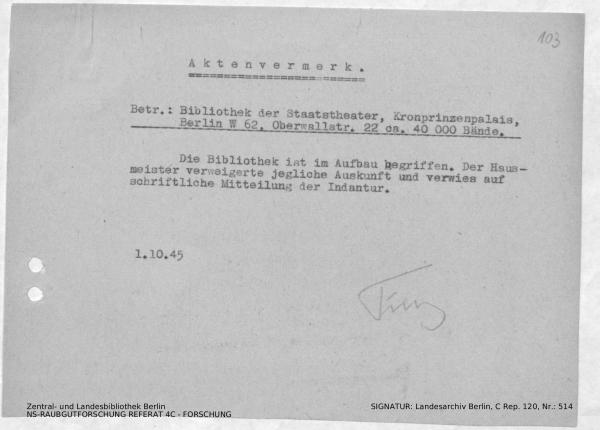 103
Aktenvermerk.
Betr.: Bibliothek der Staatstheater, Kronprinzenpalais,
Berlin W 62, Oberwallstr. 22 ca. 40 000 Bände.
Die Bibliothek ist im Aufbau begriffen. Der Haus-
meister verweigerte jegliche Auskunft und verwies auf
schriftliche Mitteilung der Indantur.
1.10.45
Zentral- und Landesbibliothek Berlin
NS-RAUBGUTFORSCHUNG REFERAT 4C - FORSCHUNG
SIGNATUR: Landesarchiv Berlin, C Rep. 120, Nr.: 514